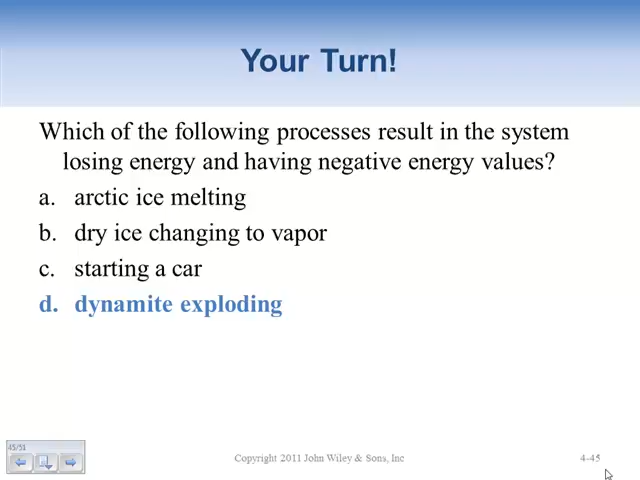 Your Turn!
Which of the following processes result in the system
losing energy and having negative energy values?
a. arctic ice melting
b. dry ice changing to vapor
c. starting a car
d. dynamite exploding
45/51
Copyright 2011 John Wiley & Sons, Inc
4-45